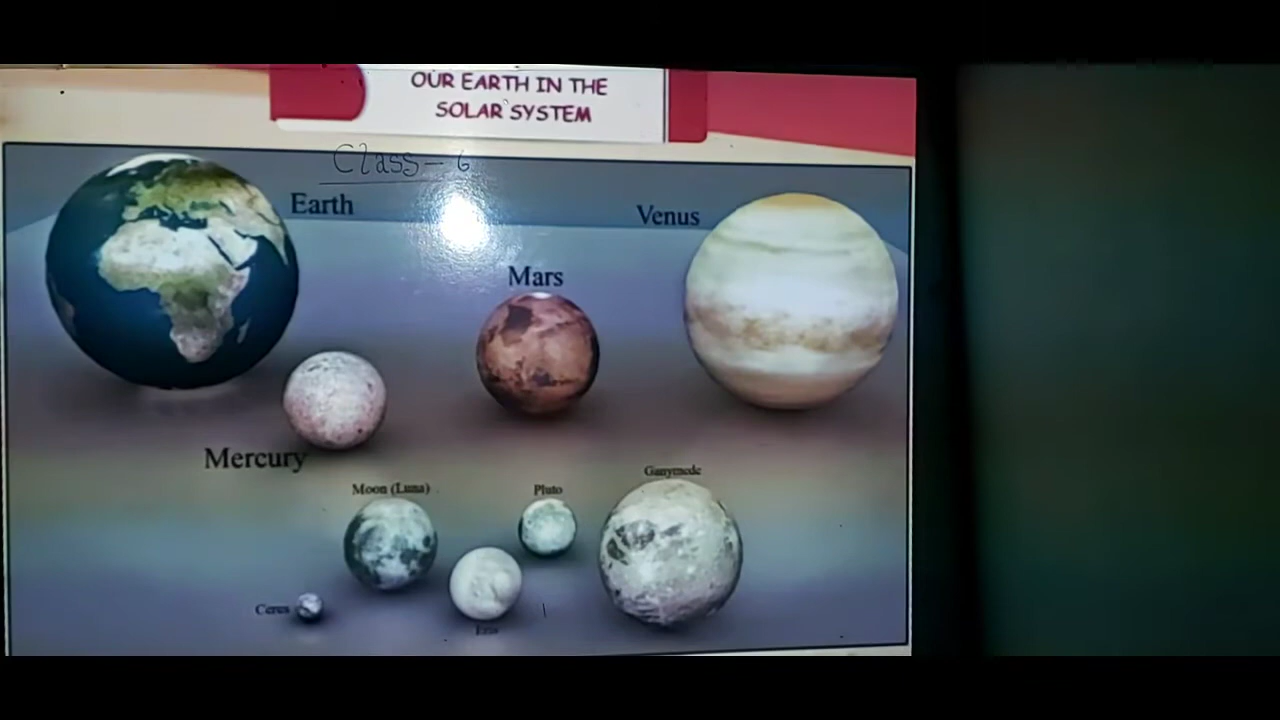 OUR EARTH IN THE
SOLAR SYSTEM
Class - 6
Earth
Venus
Mars
Mercury
Moon (Luna)
Pluto
Ganymede
Ceres
Eris